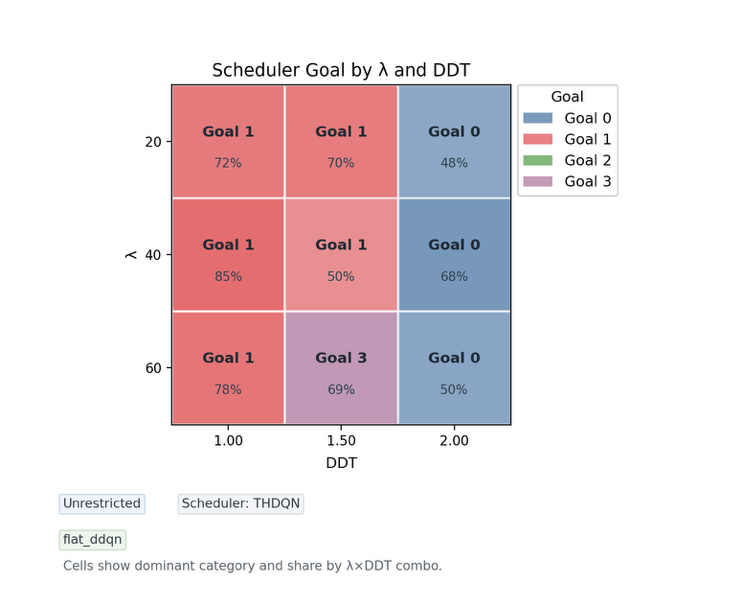 Scheduler Goal by λ and DDT
Goal
Goal 0
Goal 1
Goal 2
Goal 3
λ
20
Goal 1 Goal 1 Goal 0
72% 70% 48%
40
Goal 1 Goal 1 Goal 0
85% 50% 68%
60
Goal 1 Goal 3 Goal 0
78% 69% 50%
1.00 1.50 2.00
DDT
Unrestricted Scheduler: THDQN
flat_ddqn
Cells show dominant category and share by λ×DDT combo.